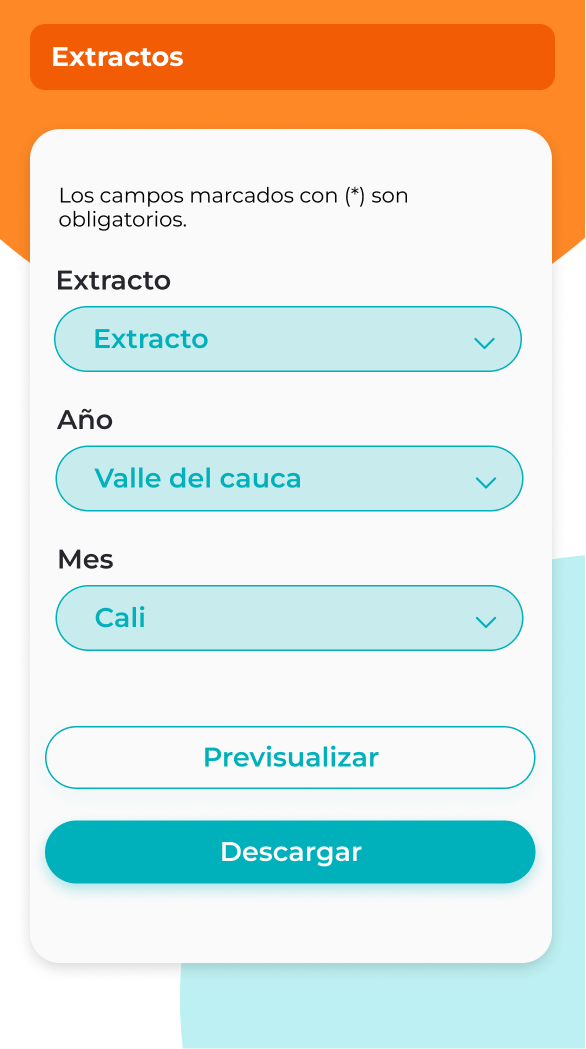 Extractos
Los campos marcados con (*) son
obligatorios.
Extracto
Extracto
Año
Valle del cauca
Mes
Cali
Previsualizar
Descargar